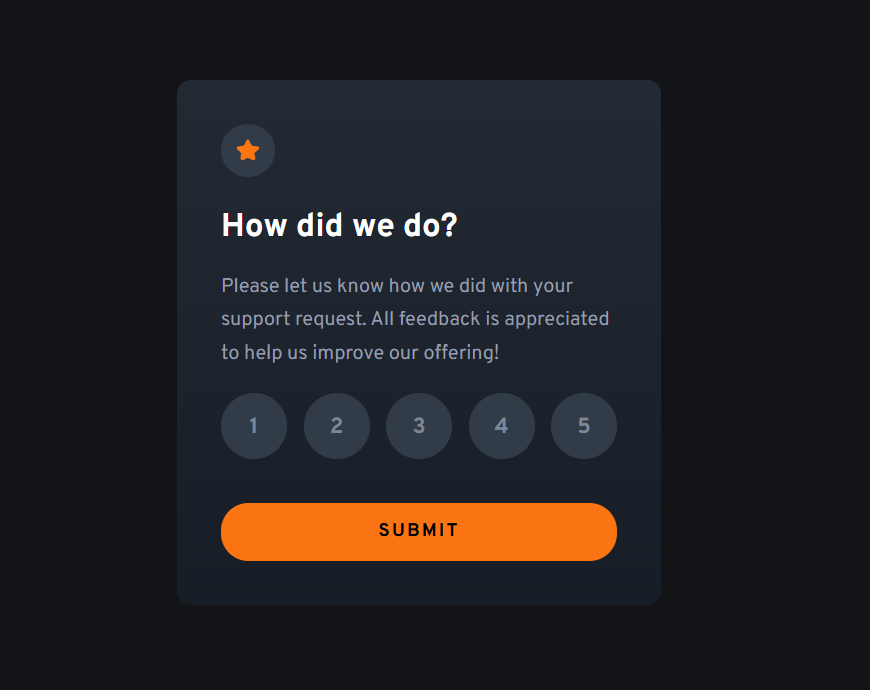 How did we do?
Please let us know how we did with your
support request. All feedback is appreciated
to help us improve our offering!
1 2 3 4 5
SUBMIT